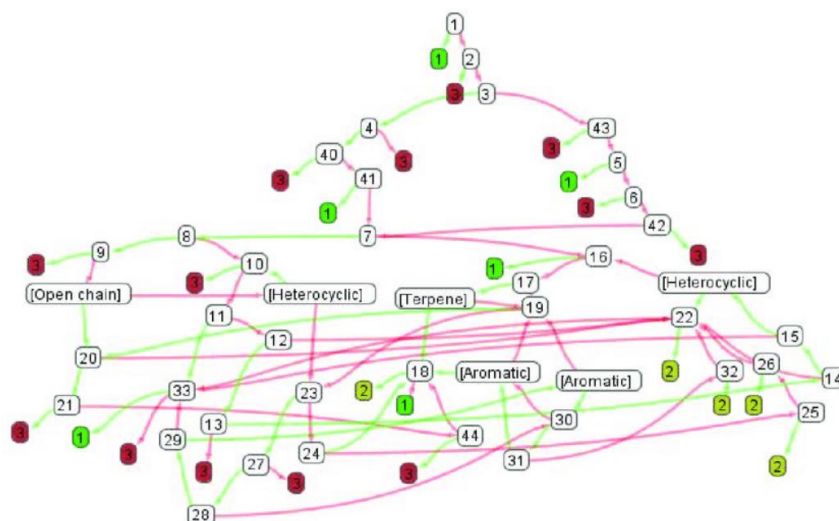 1
1 2
3 3
4 43
40 3 3
3 41 5
1 1 6
3 42
8 7 3
3 9 10 16
3 1 17
[Open chain] [Heterocyclic] [Terpene] [Heterocyclic]
11 19 22
12 15
20 18 [Aromatic] 32 26
33 23 2 [Aromatic] 2 14
21 1 2 2 25
3 29 13 44 30
1 3 24
3 27 3 3 31 2
28